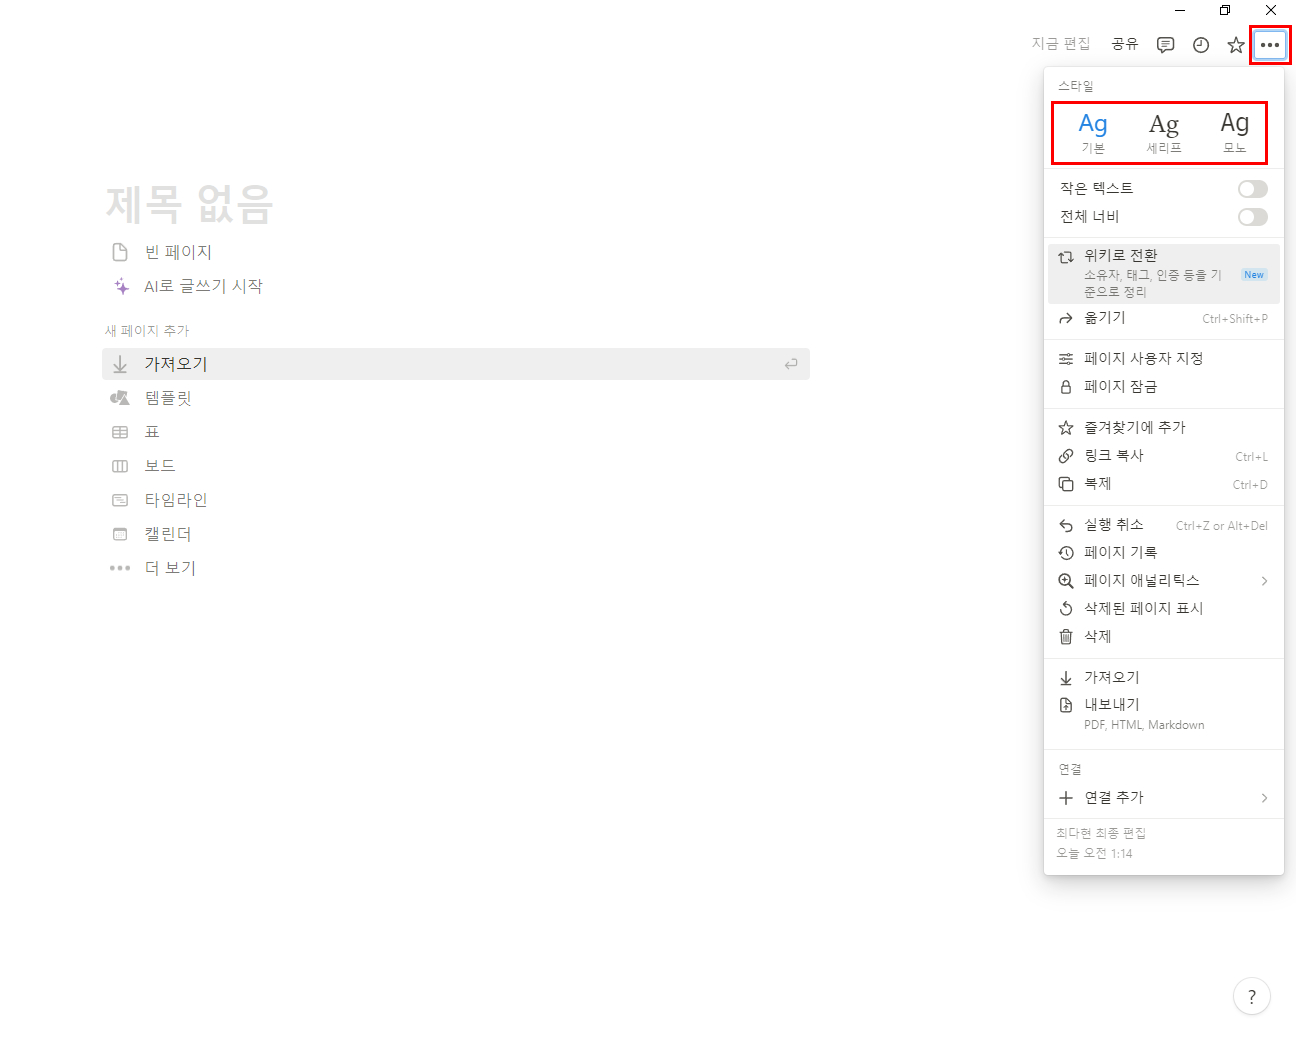 지금 편집 공유
스타일
Ag Ag Ag
기본 세리프 모노
작은 텍스트
전체 너비
위키로 전환
소유자, 태그, 인증 등을 기
준으로 정리
New
옮기기 Ctrl+Shift+P
페이지 사용자 지정
페이지 잠금
즐겨찾기에 추가
링크 복사 Ctrl+L
복제 Ctrl+D
실행 취소 Ctrl+Z or Alt+Del
페이지 기록
페이지 애널리틱스
삭제된 페이지 표시
삭제
가져오기
내보내기
PDF, HTML, Markdown
연결
연결 추가
최다현 최종 편집
오늘 오전 1:14
제목 없음
빈 페이지
AI로 글쓰기 시작
새 페이지 추가
가져오기
템플릿
표
보드
타임라인
캘린더
더 보기
?